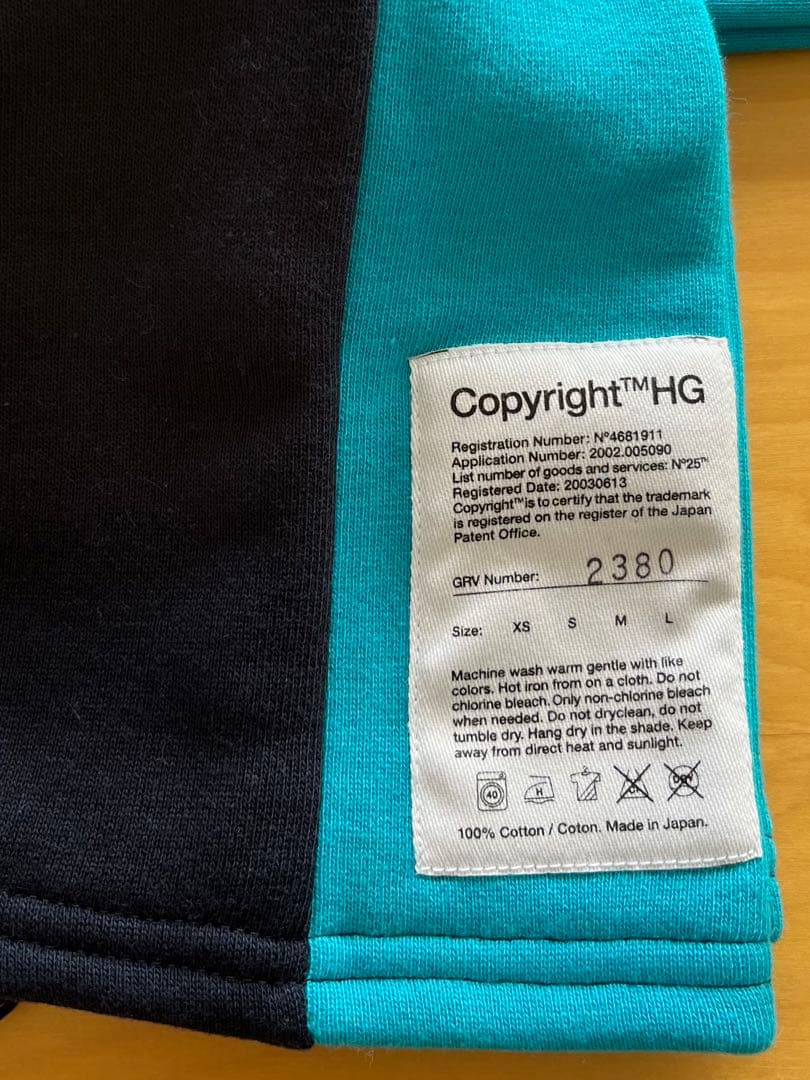 Copyright™HG
Registration Number: Nº4681911
Application Number: 2002.005090
List number of goods and services: Nº25™
Registered Date: 20030613
Copyright™is to certify that the trademark
is registered on the register of the Japan
Patent Office.
GRV Number: 2380
Size: XS S M L
Machine wash warm gentle with like
colors. Hot iron from on a cloth. Do not
chlorine bleach. Only non-chlorine bleach
when needed. Do not dryclean, do not
tumble dry. Hang dry in the shade. Keep
away from direct heat and sunlight.
40 H CL DRY
100% Cotton / Coton. Made in Japan.